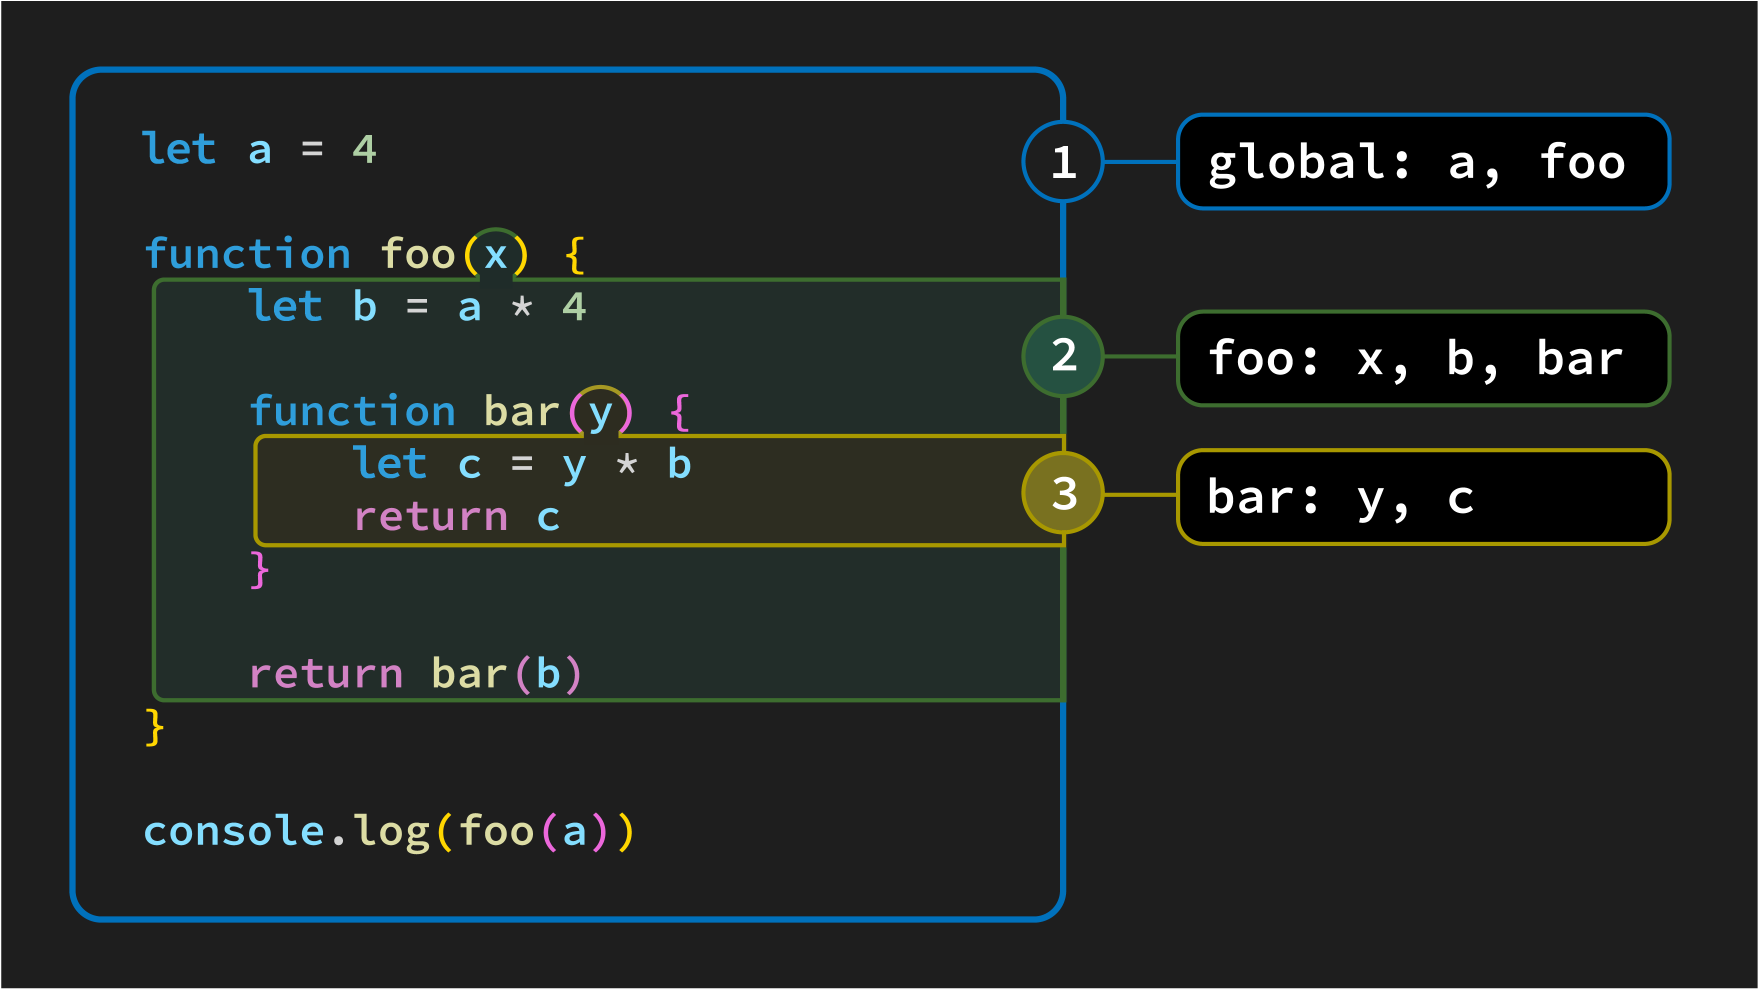 let a = 4
function foo(x) {
let b = a * 4
function bar(y) {
let c = y * b
return c
}
return bar(b)
}
console.log(foo(a))
1
global: a, foo
2
foo: x, b, bar
3
bar: y, c